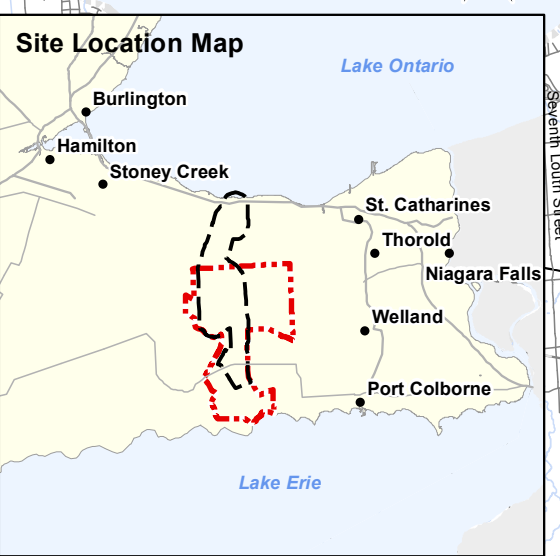 Site Location Map
Lake Ontario
Burlington
Hamilton
Stoney Creek
St. Catharines
Thorold
Niagara Falls
Welland
Port Colborne
Lake Erie
Seventh Louth Street